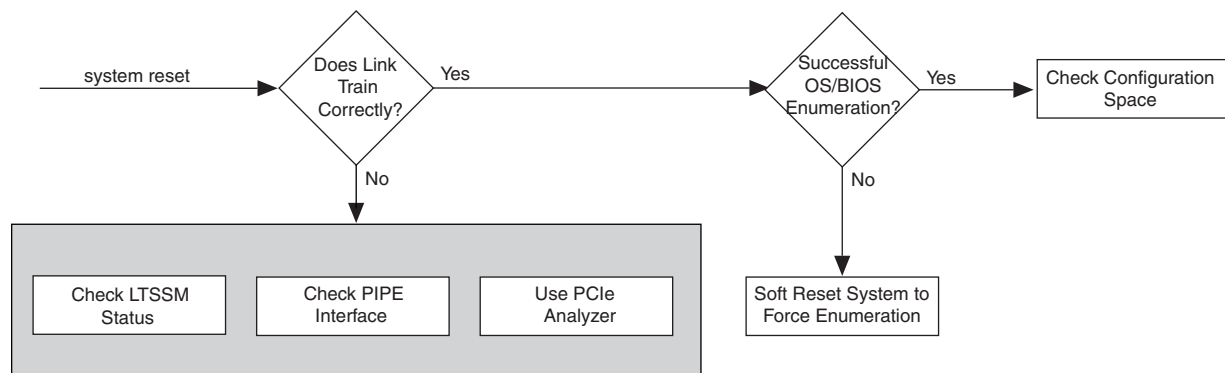 system reset
Does Link
Train
Correctly?
Yes
Successful
OS/BIOS
Enumeration?
Yes
Check Configuration
Space
No
No
Check LTSSM
Status
Check PIPE
Interface
Use PCIe
Analyzer
Soft Reset System to
Force Enumeration